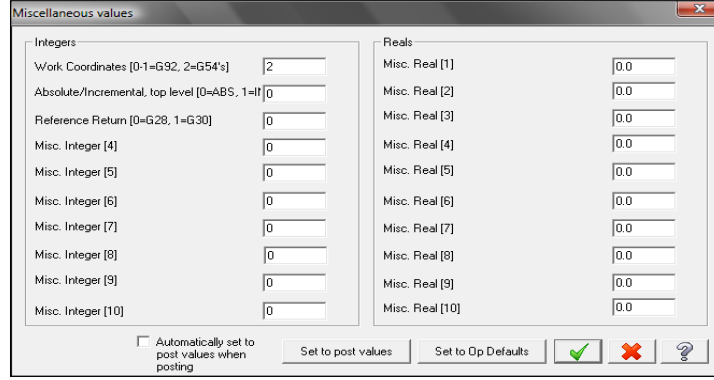 Miscellaneous values
Integers
Work Coordinates [0-1=G92, 2=G54's] 2
Absolute/Incremental, top level [0=ABS, 1=I 0
Reference Return [0=G28, 1=G30] 0
Misc. Integer [4] 0
Misc. Integer [5] 0
Misc. Integer [6] 0
Misc. Integer [7] 0
Misc. Integer [8] 0
Misc. Integer [9] 0
Misc. Integer [10] 0
Reals
Misc. Real [1] 0.0
Misc. Real [2] 0.0
Misc. Real [3] 0.0
Misc. Real [4] 0.0
Misc. Real [5] 0.0
Misc. Real [6] 0.0
Misc. Real [7] 0.0
Misc. Real [8] 0.0
Misc. Real [9] 0.0
Misc. Real [10] 0.0
Automatically set to
post values when
posting
Set to post values
Set to Op Defaults
?